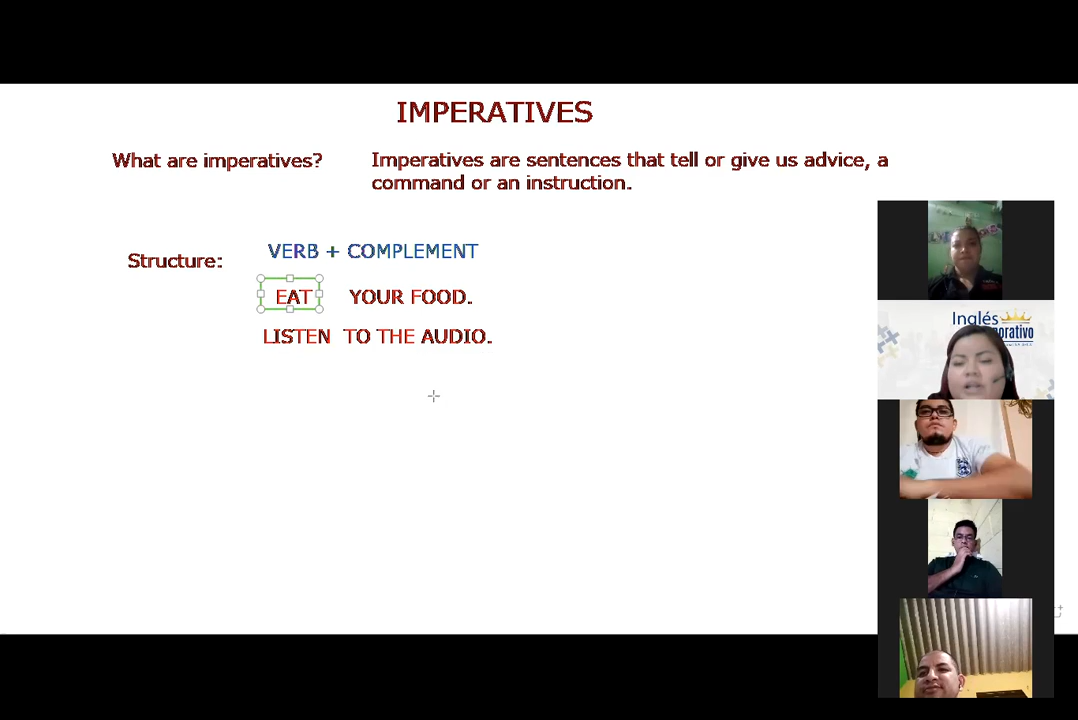 IMPERATIVES
What are imperatives?
Imperatives are sentences that tell or give us advice, a
command or an instruction.
Structure:
VERB + COMPLEMENT
EAT YOUR FOOD.
LISTEN TO THE AUDIO.
Inglés